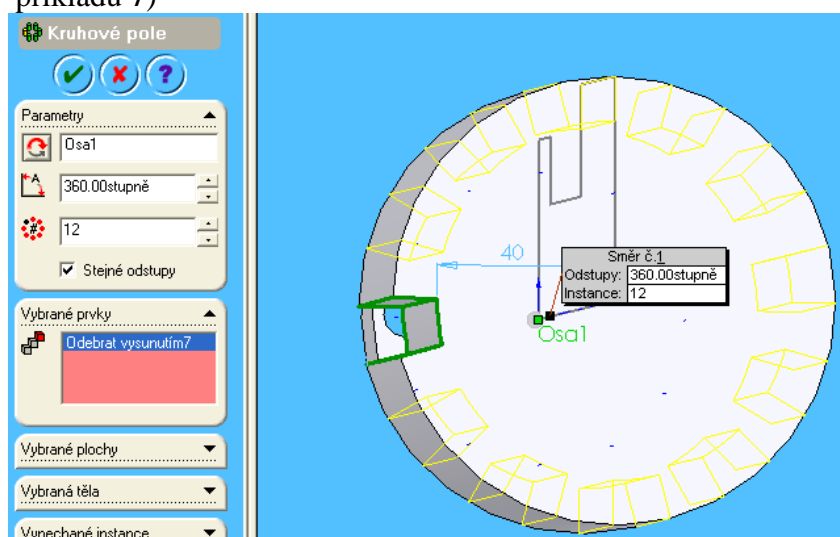 příkladu 7)
Kruhové pole
Parametry
Osa1
360.00stupně
12
Stejné odstupy
Vybrané prvky
Odebrat vysunutím7
Vybrané plochy
Vybraná těla
Vynechané instance
40
Směr č.1
Odstupy: 360.00stupně
Instance: 12
Osa1